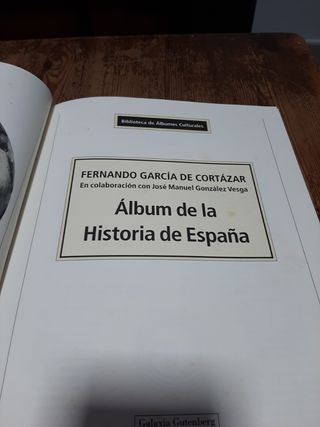 Biblioteca de Álbumes Culturales
FERNANDO GARCÍA DE CORTÁZAR
En colaboración con José Manuel González Vesga
Álbum de la
Historia de España
Galaxia Gutenberg